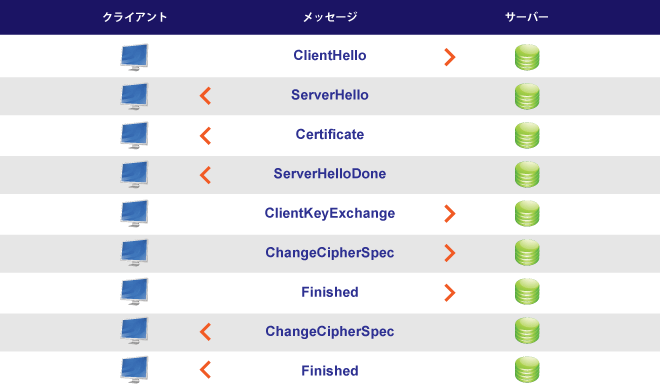 クライアント メッセージ サーバー
ClientHello
ServerHello
Certificate
ServerHelloDone
ClientKeyExchange
ChangeCipherSpec
Finished
ChangeCipherSpec
Finished